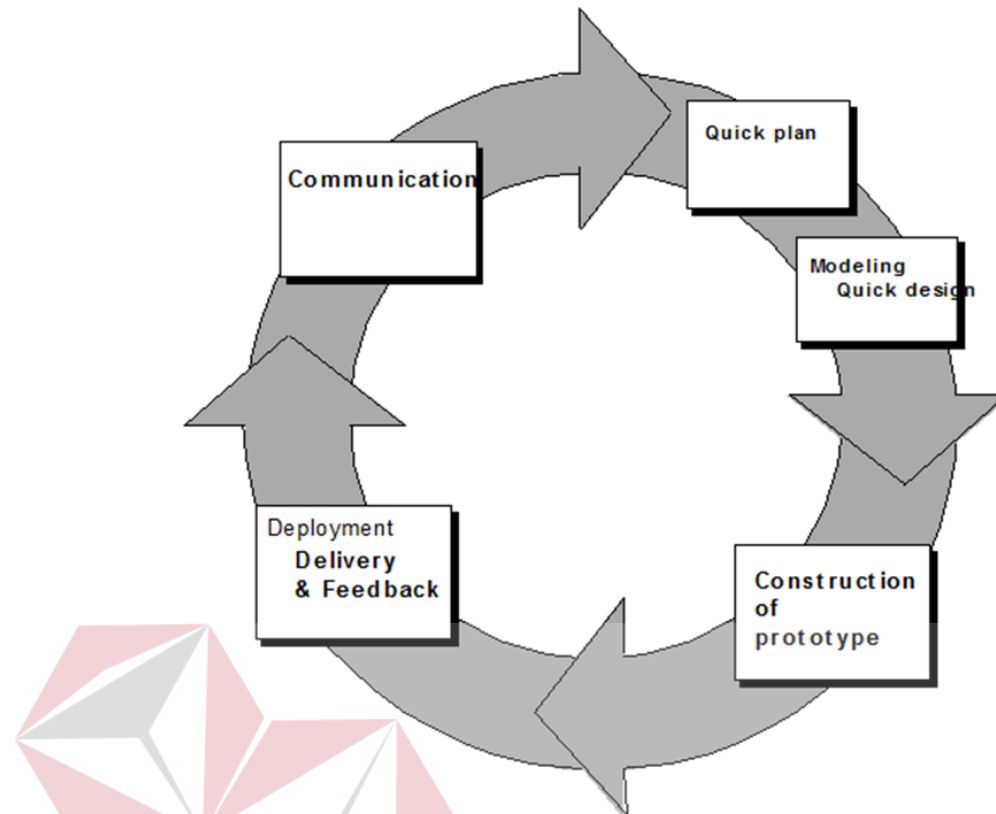 Communication
Quick plan
Modeling
Quick design
Construction
of
prototype
Deployment
Delivery
& Feedback